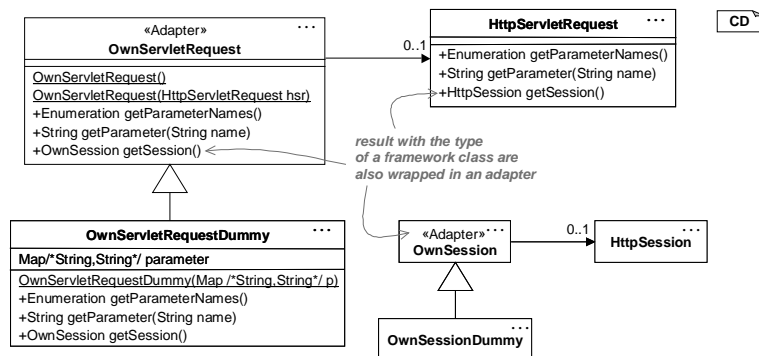 «Adapter» ...
OwnServletRequest
OwnServletRequest()
OwnServletRequest(HttpServletRequest hsr)
+Enumeration getParameterNames()
+String getParameter(String name)
+OwnSession getSession()
0..1
HttpServletRequest ...
+Enumeration getParameterNames()
+String getParameter(String name)
+HttpSession getSession()
CD
result with the type
of a framework class are
also wrapped in an adapter
OwnServletRequestDummy ...
Map/*String,String*/ parameter
OwnServletRequestDummy(Map /*String,String*/ p)
+Enumeration getParameterNames()
+String getParameter(String name)
+OwnSession getSession()
«Adapter» ...
OwnSession
0..1
HttpSession ...
OwnSessionDummy ...